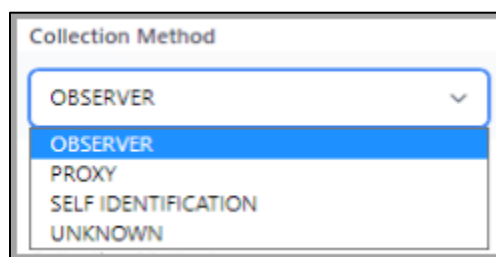 Collection Method
OBSERVER
OBSERVER
PROXY
SELF IDENTIFICATION
UNKNOWN